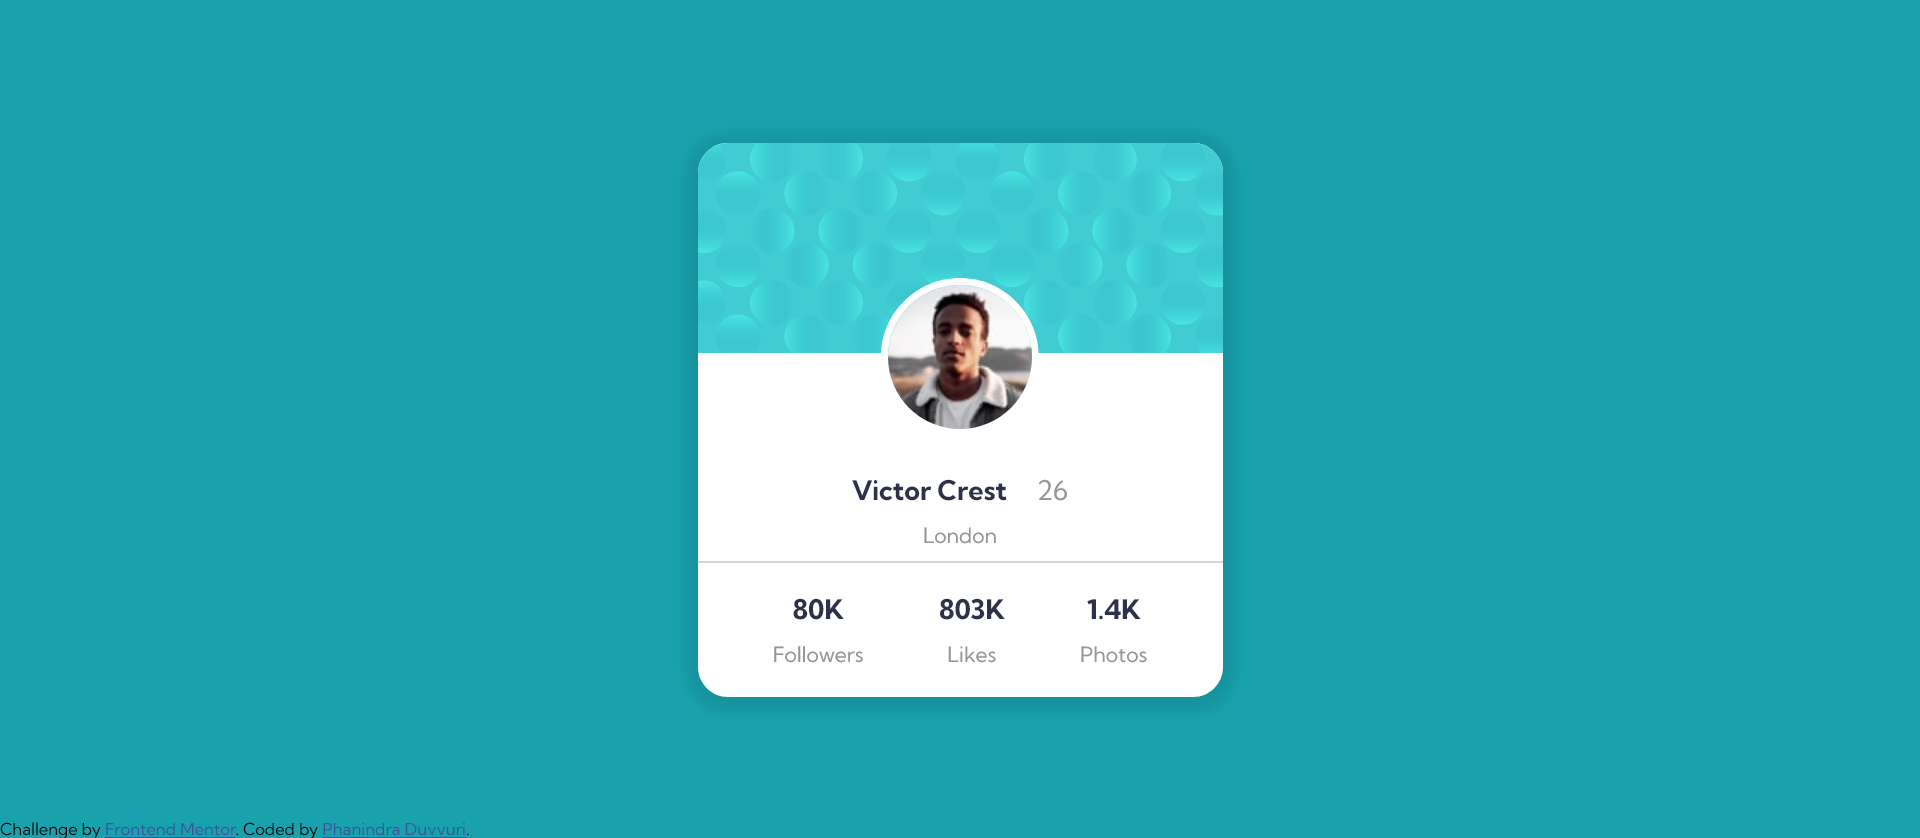 Victor Crest 26
London
80K 803K 1.4K
Followers Likes Photos
Challenge by Frontend Mentor. Coded by Phanindra Duvvuri.